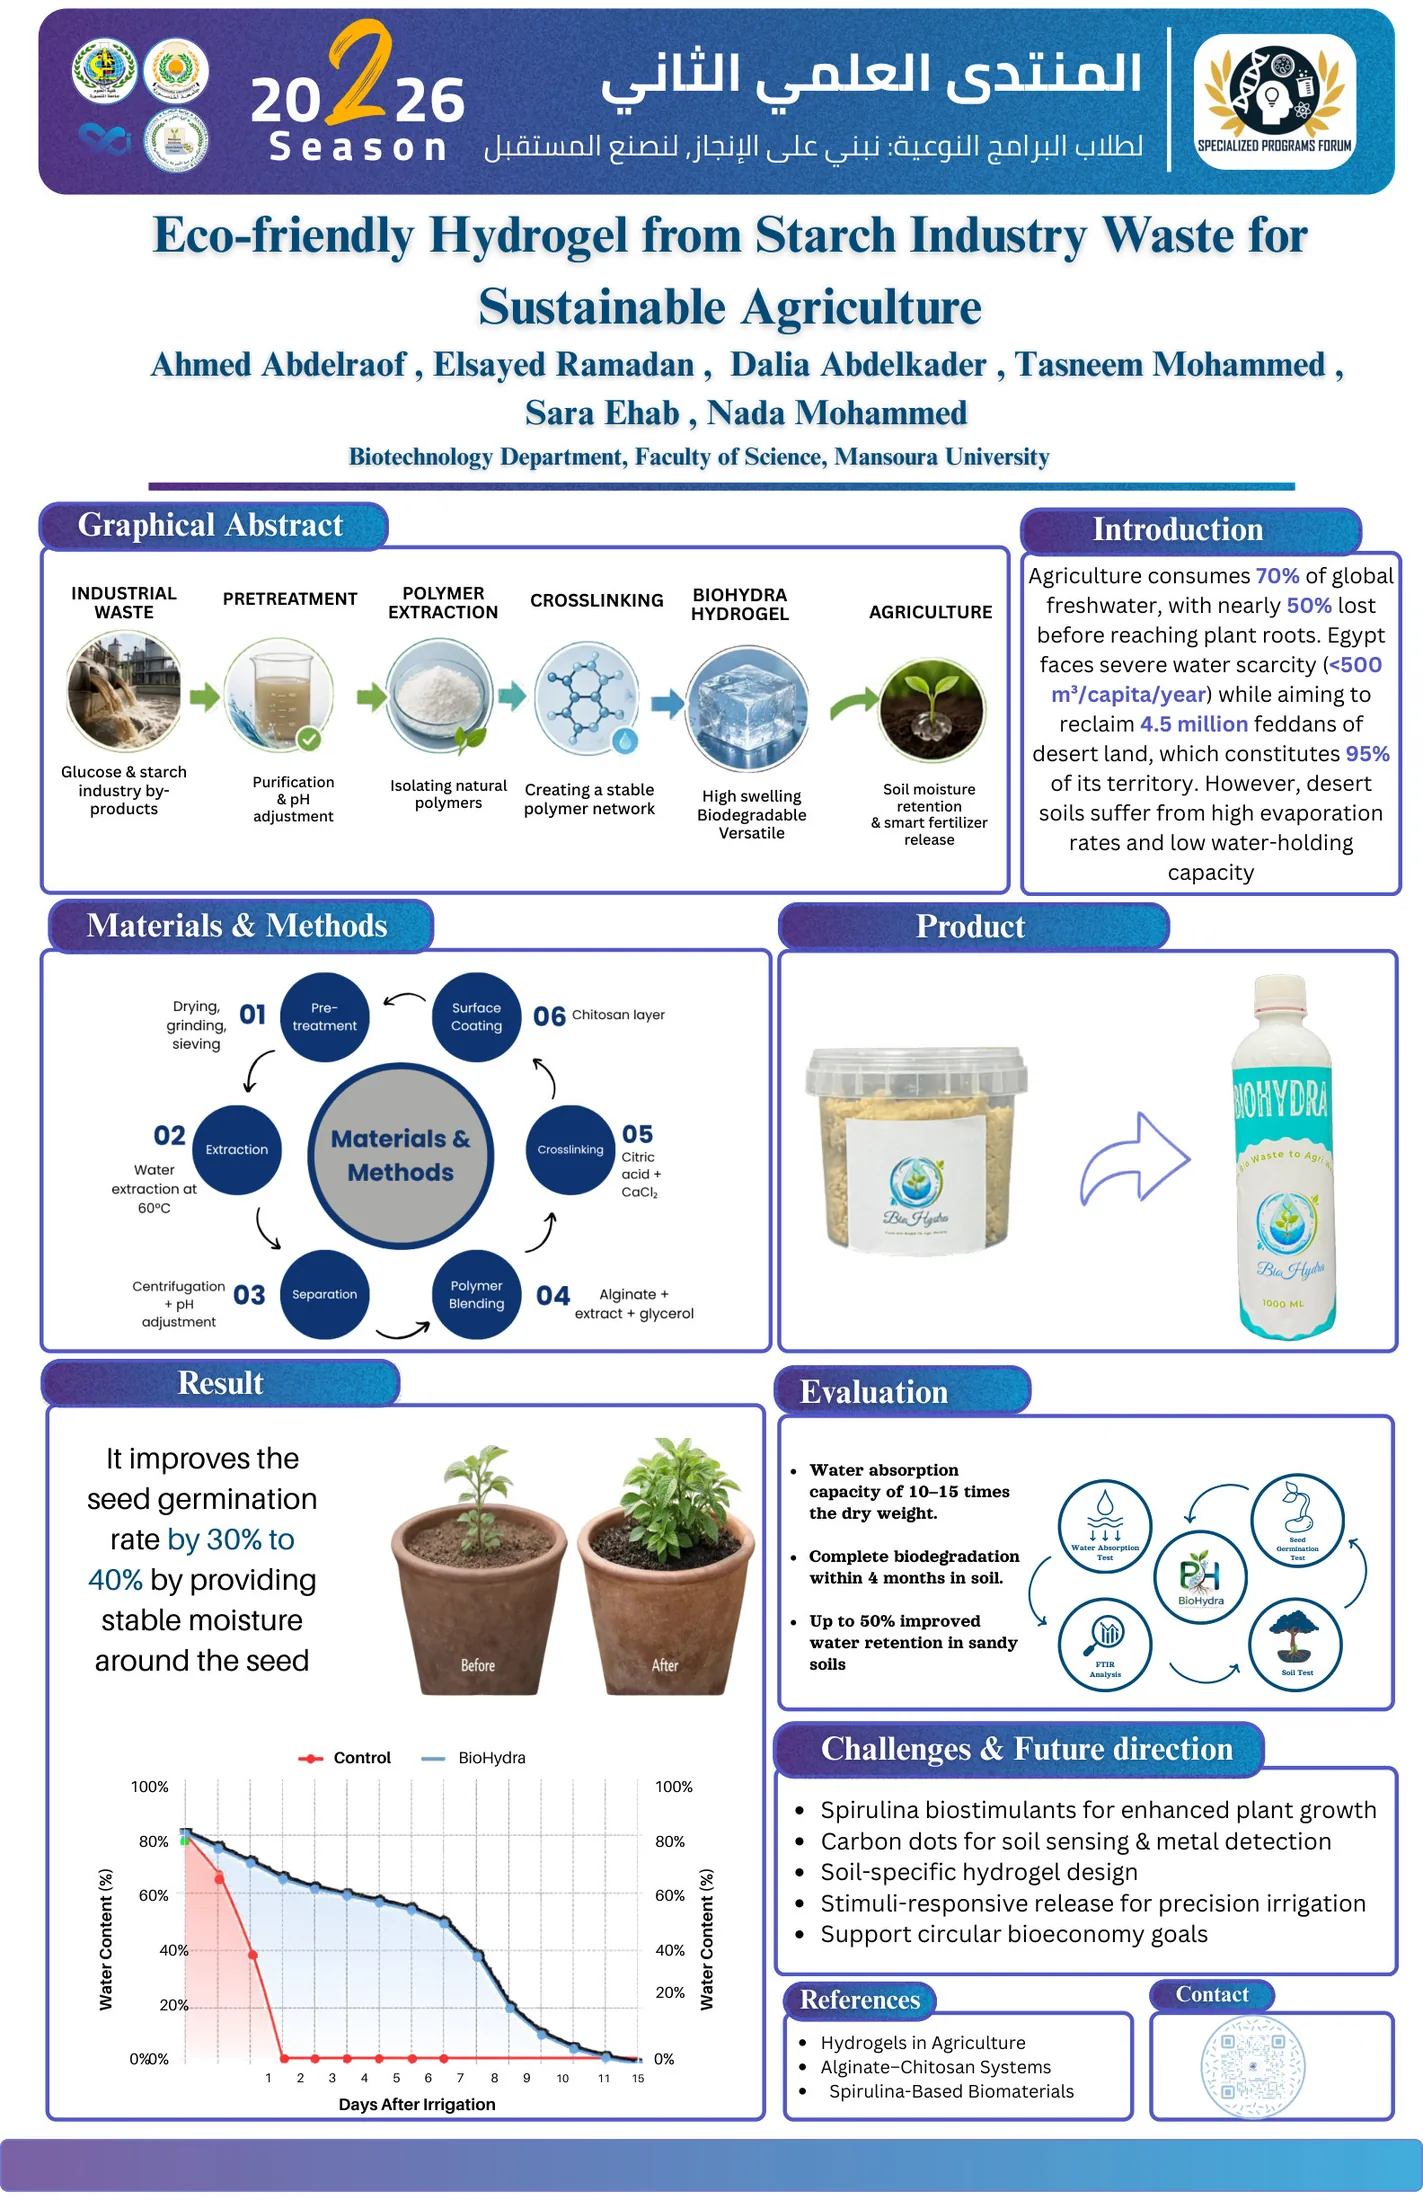 2026
2
Season
المنتدى العلمي الثاني
لطلاب البرامج النوعية: نبني على الإنجاز, لنصنع المستقبل
SPECIALIZED PROGRAMS FORUM
Eco-friendly Hydrogel from Starch Industry Waste for
Sustainable Agriculture
Ahmed Abdelraof , Elsayed Ramadan , Dalia Abdelkader , Tasneem Mohammed ,
Sara Ehab , Nada Mohammed
Biotechnology Department, Faculty of Science, Mansoura University
Graphical Abstract
INDUSTRIAL
WASTE
Glucose & starch
industry by-
products
PRETREATMENT
Purification
& pH
adjustment
POLYMER
EXTRACTION
Isolating natural
polymers
CROSSLINKING
Creating a stable
polymer network
BIOHYDRA
HYDROGEL
High swelling
Biodegradable
Versatile
AGRICULTURE
Soil moisture
retention
& smart fertilizer
release
Introduction
Agriculture consumes 70% of global
freshwater, with nearly 50% lost
before reaching plant roots. Egypt
faces severe water scarcity (<500
m³/capita/year) while aiming to
reclaim 4.5 million feddans of
desert land, which constitutes 95%
of its territory. However, desert
soils suffer from high evaporation
rates and low water-holding
capacity
Materials & Methods
Materials &
Methods
01
Pre-
treatment
Drying,
grinding,
sieving
02
Extraction
Water
extraction at
60°C
03
Separation
Centrifugation
+ pH
adjustment
04
Polymer
Blending
Alginate +
extract + glycerol
05
Crosslinking
Citric
acid +
CaCl₂
06
Surface
Coating
Chitosan layer
Product
Bio Hydra
BIOHYDRA
Bio Waste to Agri
Bio Hydra
1000 ML
Result
It improves the
seed germination
rate by 30% to
40% by providing
stable moisture
around the seed
Before
After
Control
BioHydra
100%
80%
60%
40%
20%
0%0%
Water Content (%)
100%
80%
60%
40%
20%
0%
Water Content (%)
1 2 3 4 5 6 7 8 9 10 11 15
Days After Irrigation
Evaluation
• Water absorption
capacity of 10–15 times
the dry weight.
• Complete biodegradation
within 4 months in soil.
• Up to 50% improved
water retention in sandy
soils
Water Absorption
Test
Seed
Germination
Test
BioHydra
FTIR
Analysis
Soil Test
Challenges & Future direction
• Spirulina biostimulants for enhanced plant growth
• Carbon dots for soil sensing & metal detection
• Soil-specific hydrogel design
• Stimuli-responsive release for precision irrigation
• Support circular bioeconomy goals
References
• Hydrogels in Agriculture
• Alginate–Chitosan Systems
• Spirulina-Based Biomaterials
Contact